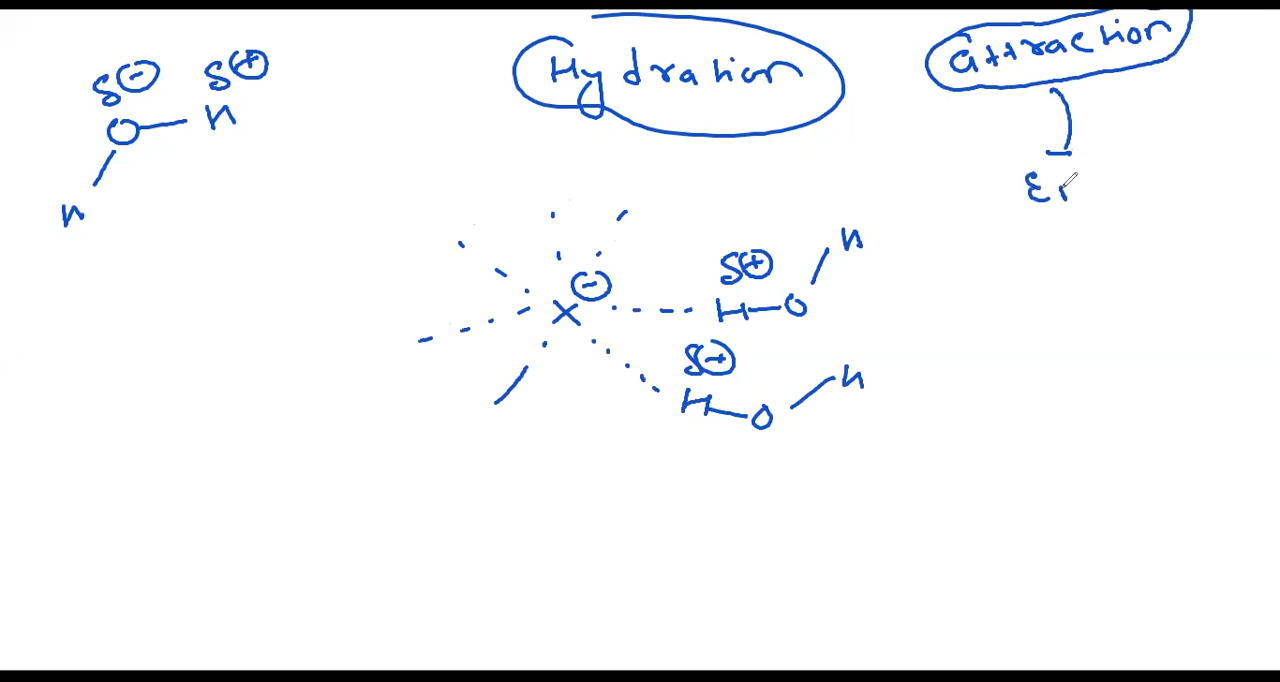 Hydration
attraction
δ⊖ δ⊕
O — H
H
δ⊕ H
X⊖ H—O
δ⊕ H
H—O